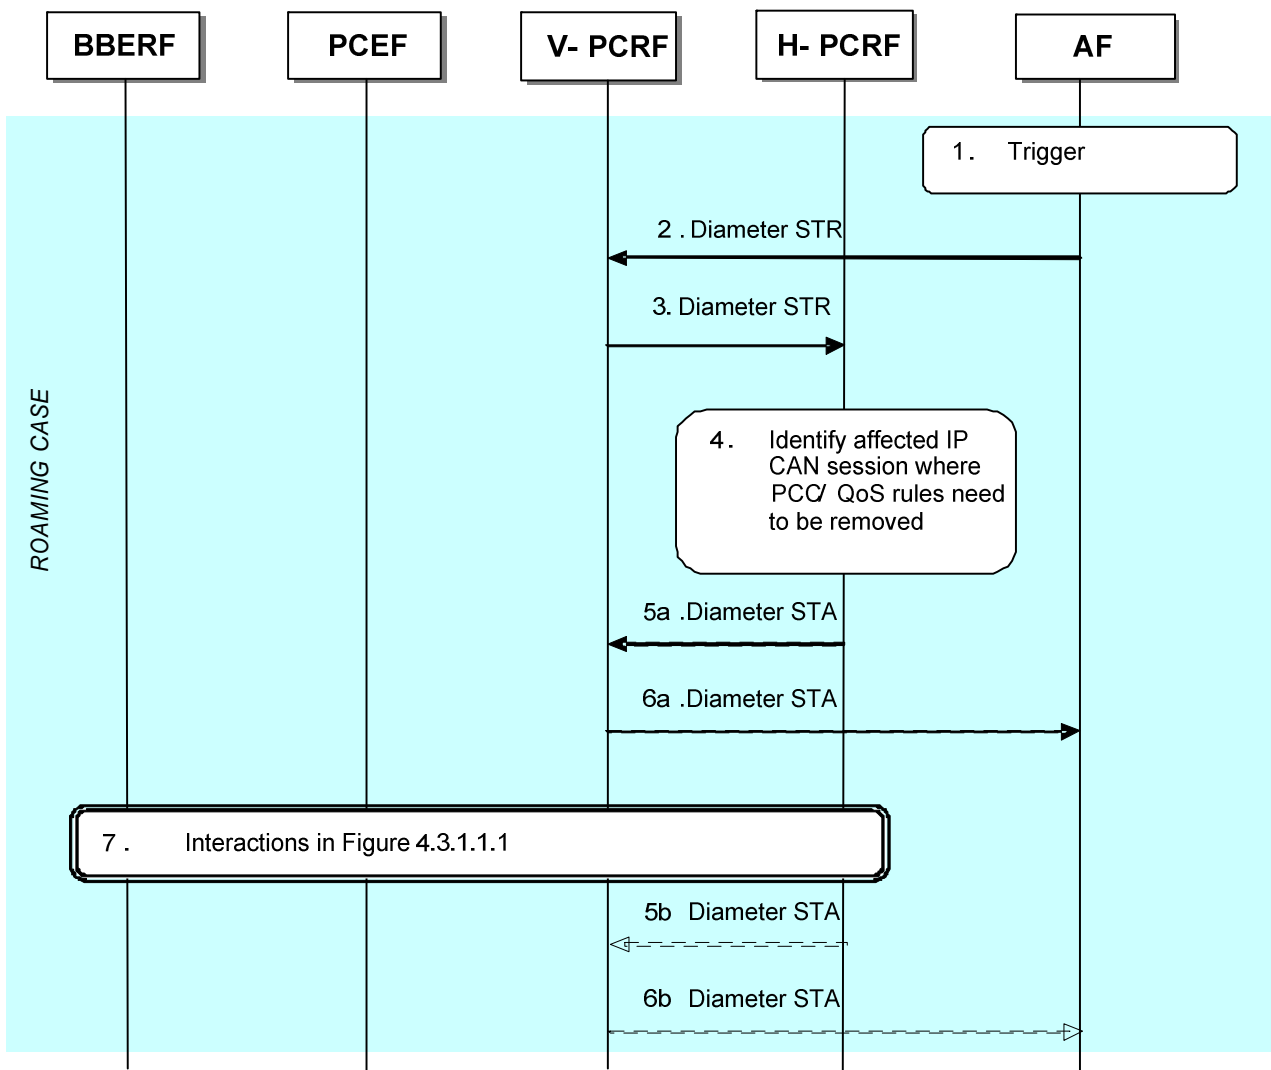 BBERF
PCEF
V- PCRF
H- PCRF
AF
1. Trigger
2 . Diameter STR
3. Diameter STR
ROAMING CASE
4. Identify affected IP
CAN session where
PCC/ QoS rules need
to be removed
5a .Diameter STA
6a .Diameter STA
7 . Interactions in Figure 4.3.1.1.1
5b Diameter STA
6b Diameter STA